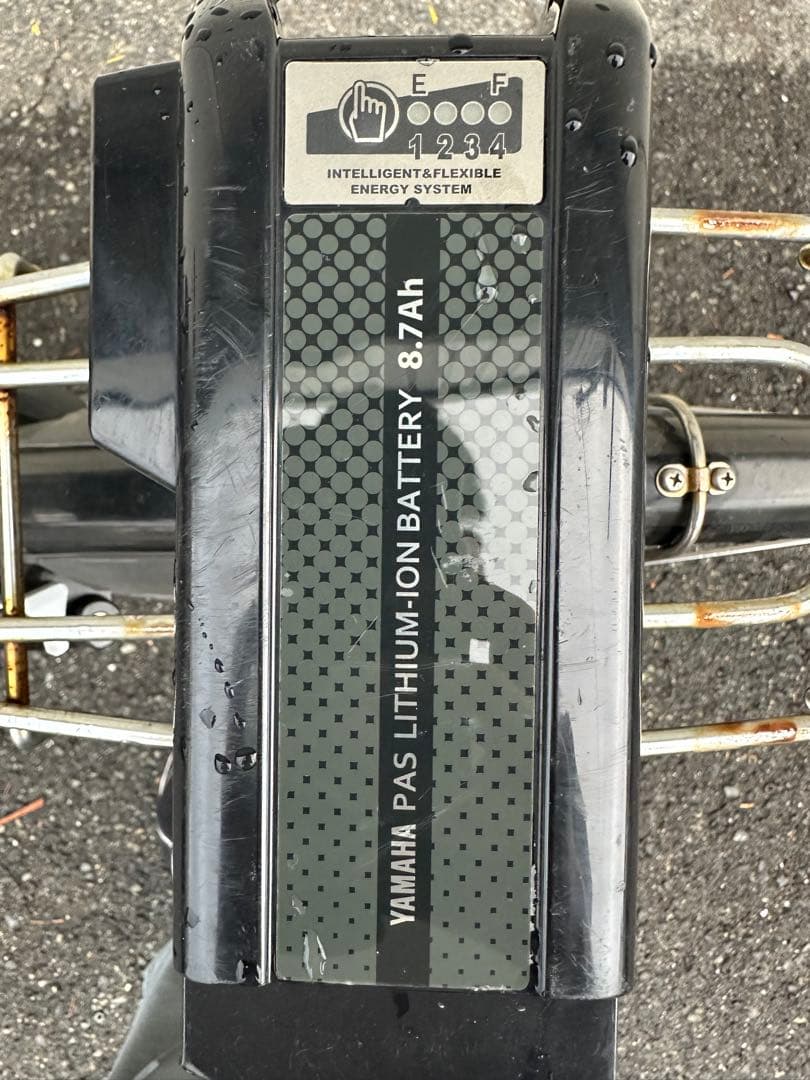 E F
1 2 3 4
INTELLIGENT&FLEXIBLE
ENERGY SYSTEM
YAMAHA PAS LITHIUM-ION BATTERY 8.7Ah